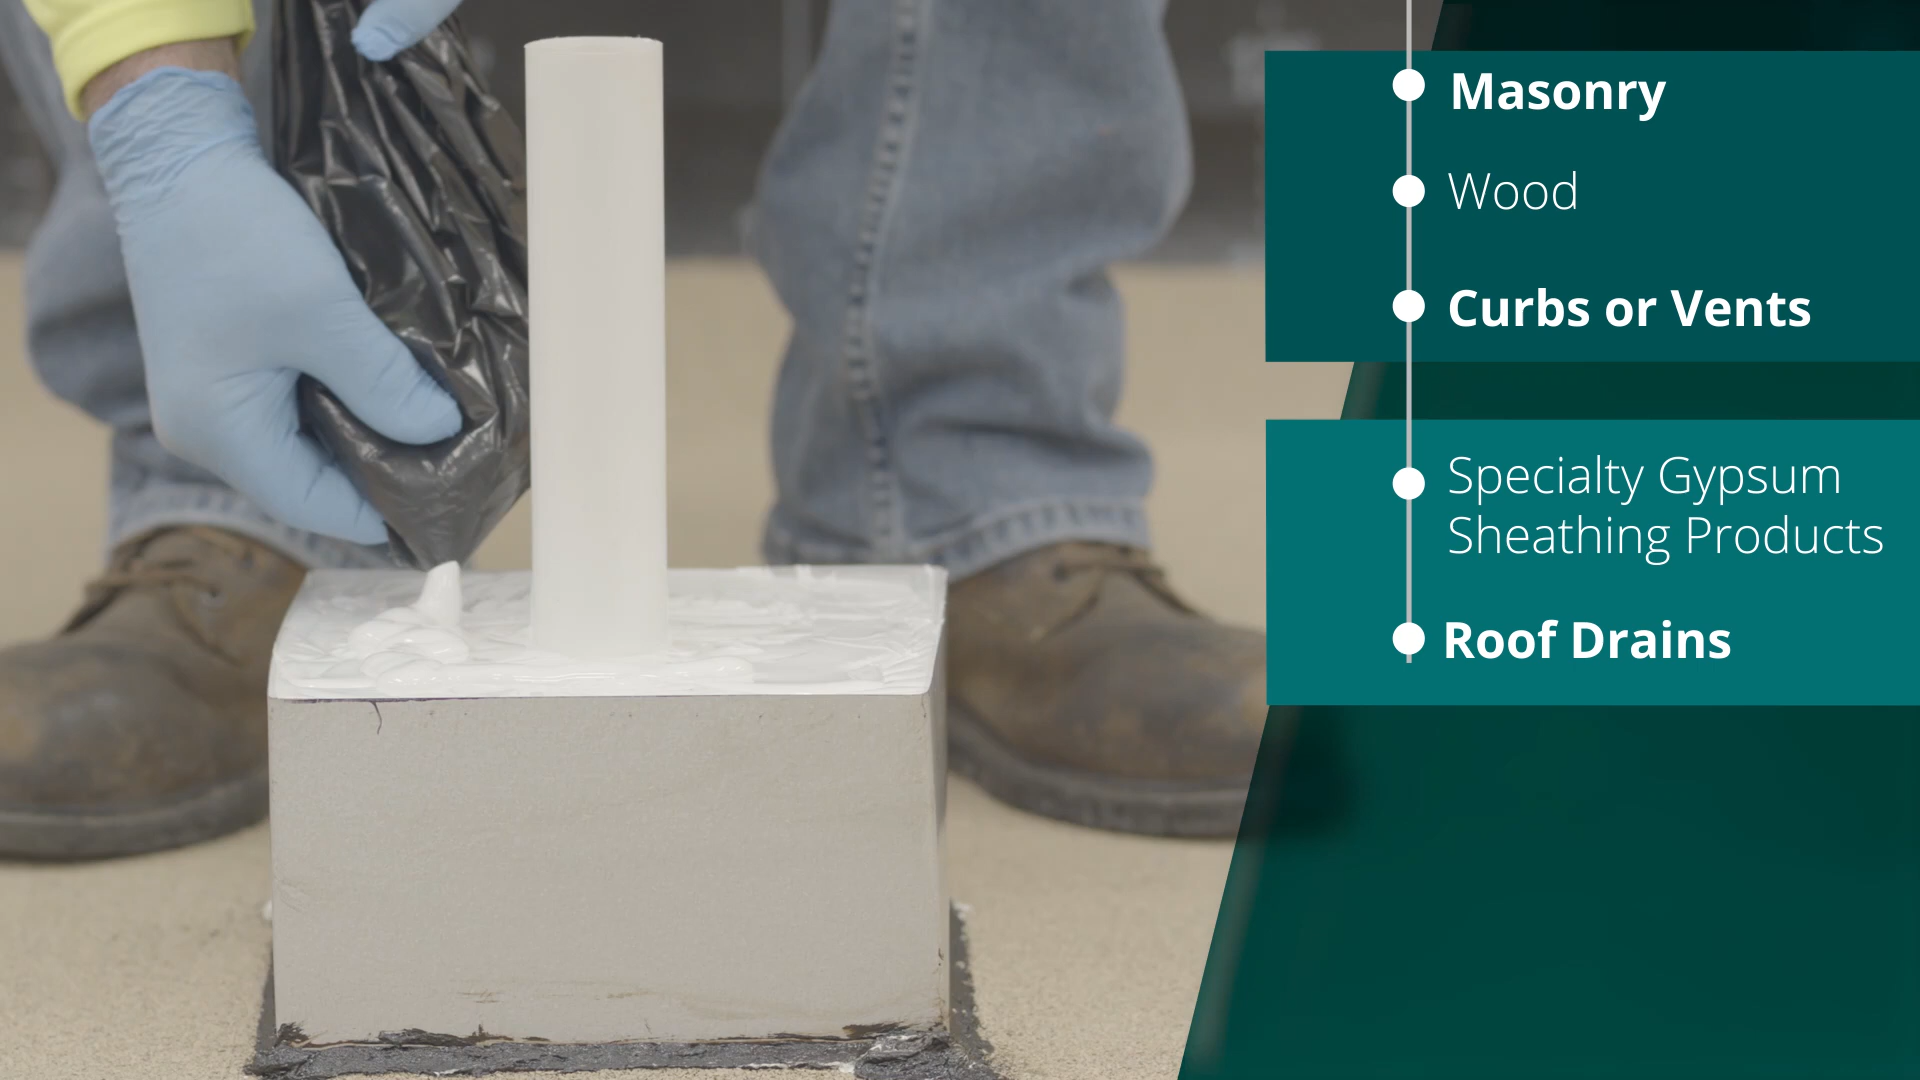 Masonry
Wood
Curbs or Vents
Specialty Gypsum
Sheathing Products
Roof Drains